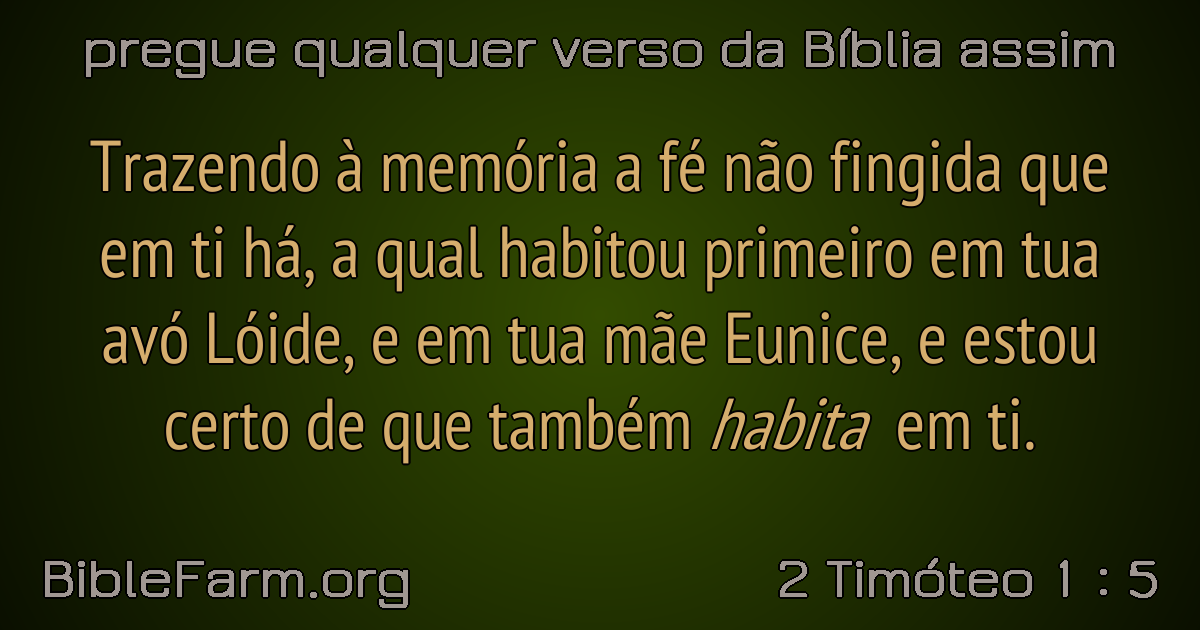 pregue qualquer verso da Bíblia assim
Trazendo à memória a fé não fingida que
em ti há, a qual habitou primeiro em tua
avó Lóide, e em tua mãe Eunice, e estou
certo de que também habita em ti.
BibleFarm.org
2 Timóteo 1 : 5